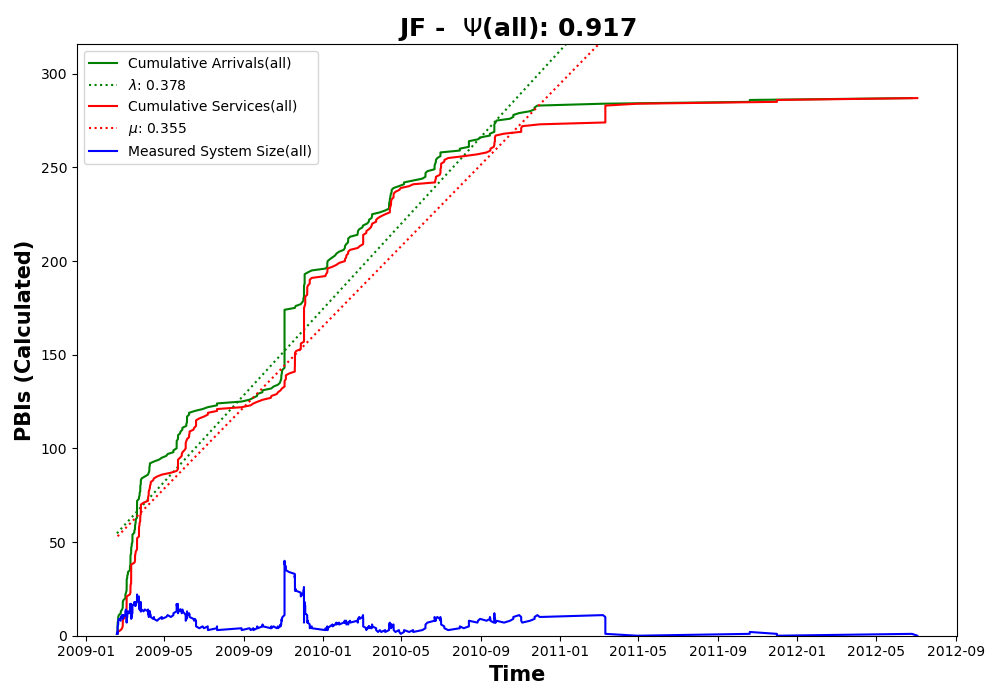 JF - Ψ(all): 0.917
Cumulative Arrivals(all)
λ: 0.378
Cumulative Services(all)
μ: 0.355
Measured System Size(all)
PBIs (Calculated)
300
250
200
150
100
50
0
2009-01 2009-05 2009-09 2010-01 2010-05 2010-09 2011-01 2011-05 2011-09 2012-01 2012-05 2012-09
Time